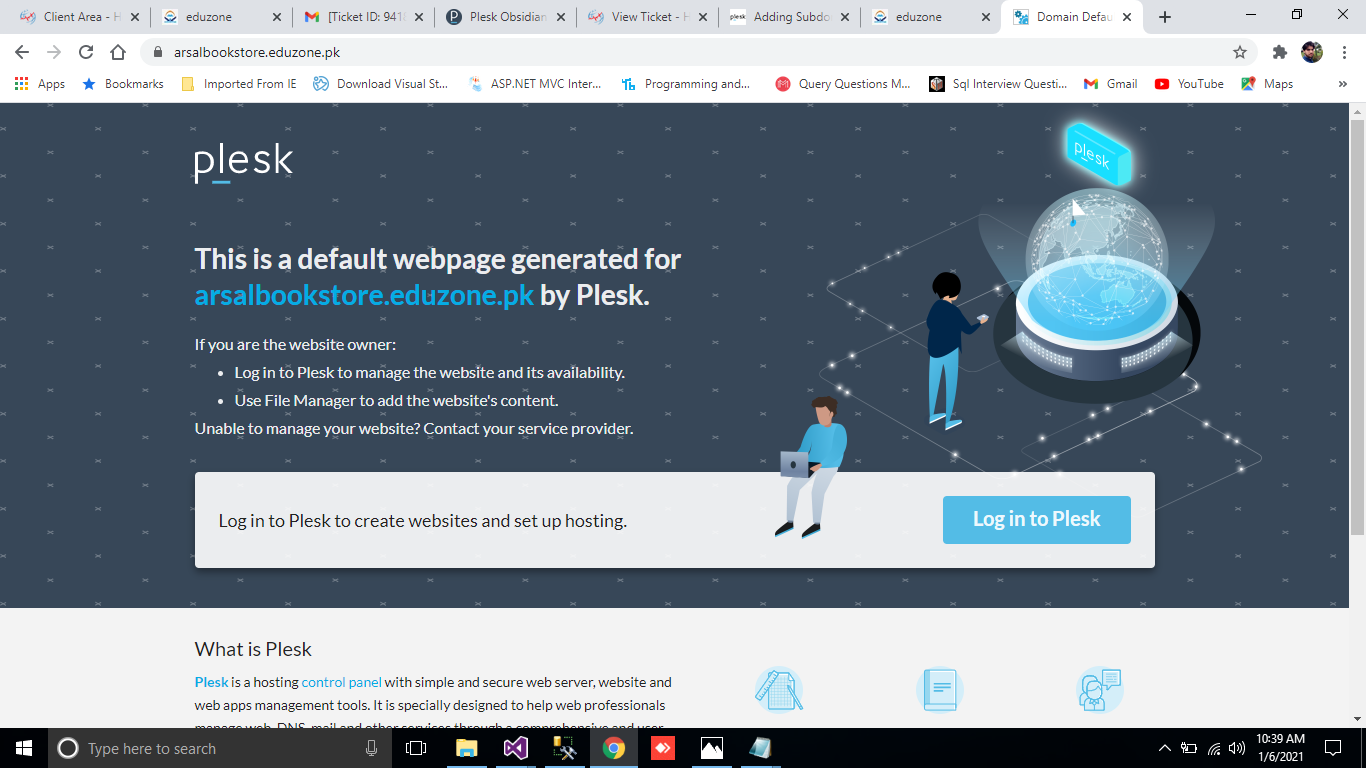 Client Area - H
eduzone
[Ticket ID: 941
Plesk Obsidian
View Ticket - H
plesk
Adding Subdo
eduzone
Domain Defau
arsalbookstore.eduzone.pk
Apps
Bookmarks
Imported From IE
Download Visual St...
ASP.NET MVC Inter...
Programming and...
Query Questions M...
Sql Interview Questi...
Gmail
YouTube
Maps
»
plesk
plesk
This is a default webpage generated for
arsalbookstore.eduzone.pk by Plesk.
If you are the website owner:
• Log in to Plesk to manage the website and its availability.
• Use File Manager to add the website's content.
Unable to manage your website? Contact your service provider.
Log in to Plesk to create websites and set up hosting.
Log in to Plesk
What is Plesk
Plesk is a hosting control panel with simple and secure web server, website and
web apps management tools. It is specially designed to help web professionals
manage web, DNS, mail and other services through a comprehensive and user
Type here to search
10:39 AM
1/6/2021